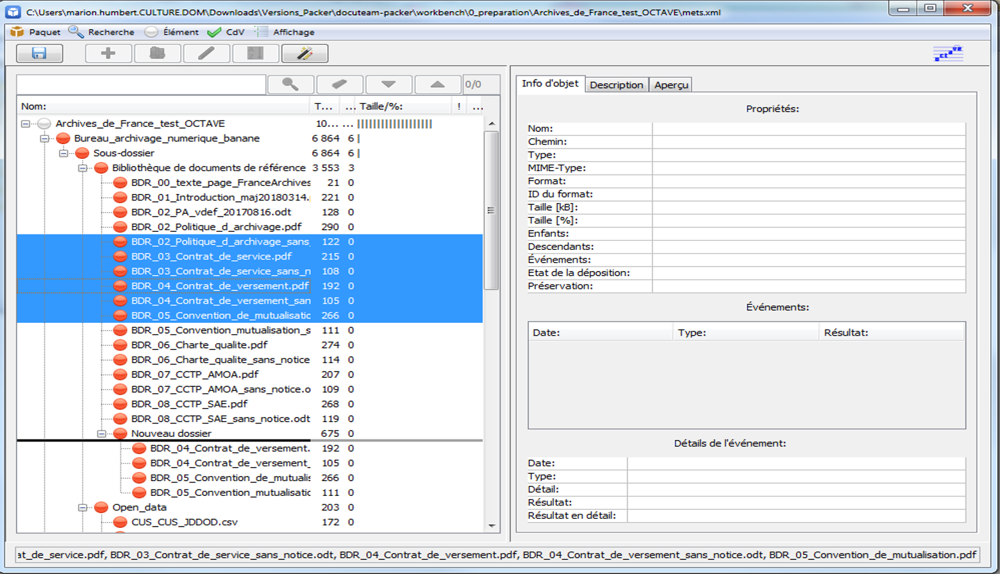 C:\Users\marion.humbert.CULTURE.DOM\Downloads\Versions_Packer\docuteam-packer\workbench\0_preparation\Archives_de_France_test_OCTAVE\mets.xml
Paquet Recherche Élément CdV Affichage
octave
0/0
Nom: T... ... Taille/%: ! ...
Archives_de_France_test_OCTAVE 10... ...
Bureau_archivage_numerique_banane 6 864 6
Sous-dossier 6 864 6
Bibliothèque de documents de référence 3 553 3
BDR_00_texte_page_FranceArchives 21 0
BDR_01_Introduction_maj20180314. 221 0
BDR_02_PA_vdef_20170816.odt 128 0
BDR_02_Politique_d_archivage.pdf 290 0
BDR_02_Politique_d_archivage_sans_ 122 0
BDR_03_Contrat_de_service.pdf 215 0
BDR_03_Contrat_de_service_sans_n 108 0
BDR_04_Contrat_de_versement.pdf 192 0
BDR_04_Contrat_de_versement_san 105 0
BDR_05_Convention_de_mutualisatic 266 0
BDR_05_Convention_mutualisation_s 111 0
BDR_06_Charte_qualite.pdf 274 0
BDR_06_Charte_qualite_sans_notice 114 0
BDR_07_CCTP_AMOA.pdf 207 0
BDR_07_CCTP_AMOA_sans_notice.o 109 0
BDR_08_CCTP_SAE.pdf 268 0
BDR_08_CCTP_SAE_sans_notice.odt 119 0
Nouveau dossier 675 0
BDR_04_Contrat_de_versement. 192 0
BDR_04_Contrat_de_versement_ 105 0
BDR_05_Convention_de_mutualis 266 0
BDR_05_Convention_mutualisatic 111 0
Open_data 203 0
CUS_CUS_JDDOD.csv 172 0
Info d'objet Description Aperçu
Propriétés:
Nom:
Chemin:
Type:
MIME-Type:
Format:
ID du format:
Taille [kB]:
Taille [%]:
Enfants:
Descendants:
Événements:
Etat de la déposition:
Préservation:
Événements:
Date: Type: Résultat:
Détails de l'événement:
Date:
Type:
Détail:
Résultat:
Résultat en détail:
at_de_service.pdf, BDR_03_Contrat_de_service_sans_notice.odt, BDR_04_Contrat_de_versement.pdf, BDR_04_Contrat_de_versement_sans_notice.odt, BDR_05_Convention_de_mutualisation.pdf